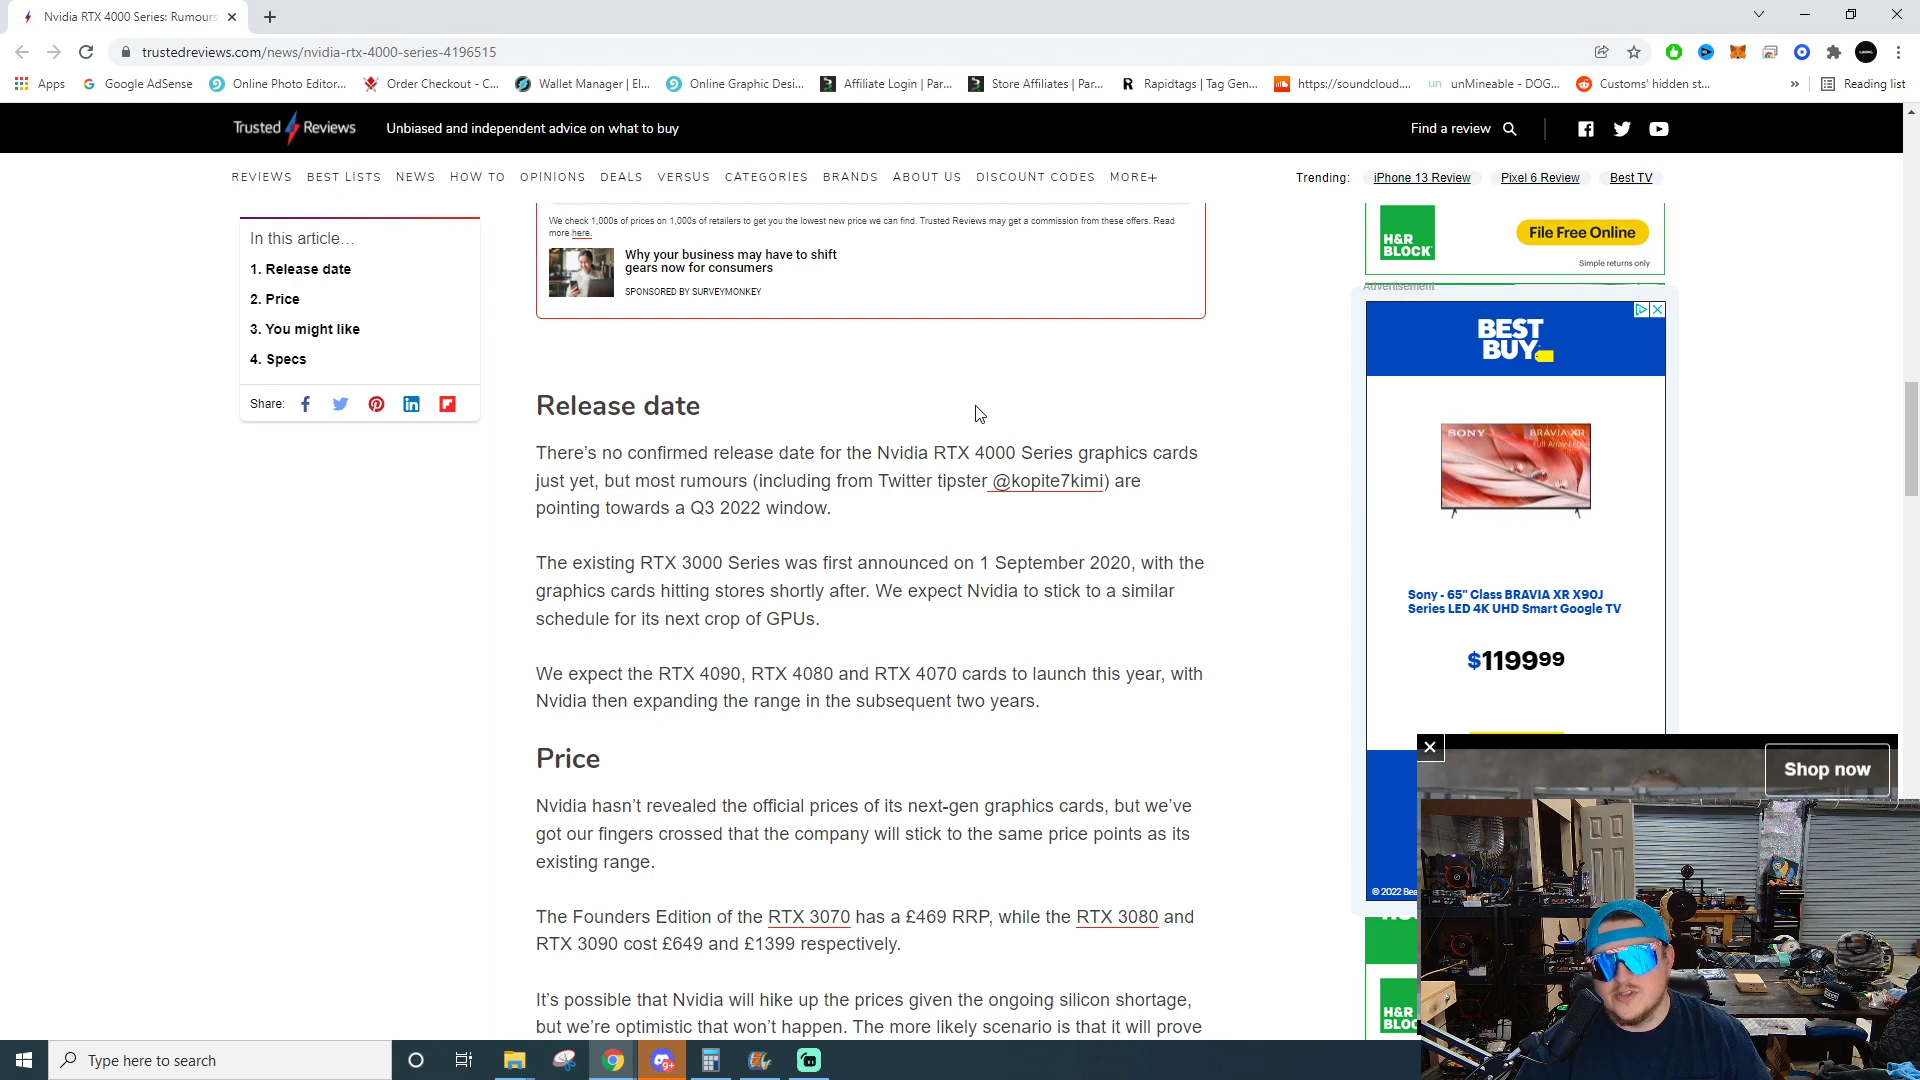 Nvidia RTX 4000 Series: Rumours
trustedreviews.com/news/nvidia-rtx-4000-series-4196515
Apps
Google AdSense
Online Photo Editor...
Order Checkout - C...
Wallet Manager | El...
Online Graphic Desi...
Affiliate Login | Par...
Store Affiliates | Par...
Rapidtags | Tag Gen...
https://soundcloud....
unMineable - DOG...
Customs' hidden st...
»
Reading list
Trusted Reviews
Unbiased and independent advice on what to buy
Find a review
REVIEWS BEST LISTS NEWS HOW TO OPINIONS DEALS VERSUS CATEGORIES BRANDS ABOUT US DISCOUNT CODES MORE+
Trending: iPhone 13 Review Pixel 6 Review Best TV
In this article...
1. Release date
2. Price
3. You might like
4. Specs
Share:
We check 1,000s of prices on 1,000s of retailers to get you the lowest new price we can find. Trusted Reviews may get a commission from these offers. Read
more here.
Why your business may have to shift
gears now for consumers
SPONSORED BY SURVEYMONKEY
Release date
There's no confirmed release date for the Nvidia RTX 4000 Series graphics cards
just yet, but most rumours (including from Twitter tipster @kopite7kimi) are
pointing towards a Q3 2022 window.
The existing RTX 3000 Series was first announced on 1 September 2020, with the
graphics cards hitting stores shortly after. We expect Nvidia to stick to a similar
schedule for its next crop of GPUs.
We expect the RTX 4090, RTX 4080 and RTX 4070 cards to launch this year, with
Nvidia then expanding the range in the subsequent two years.
Price
Nvidia hasn't revealed the official prices of its next-gen graphics cards, but we've
got our fingers crossed that the company will stick to the same price points as its
existing range.
The Founders Edition of the RTX 3070 has a £469 RRP, while the RTX 3080 and
RTX 3090 cost £649 and £1399 respectively.
It's possible that Nvidia will hike up the prices given the ongoing silicon shortage,
but we're optimistic that won't happen. The more likely scenario is that it will prove
H&R
BLOCK
File Free Online
Simple returns only
Advertisement
BEST
BUY
SONY BRAVIA XR
Full Array LED
Sony - 65" Class BRAVIA XR X90J
Series LED 4K UHD Smart Google TV
$119999
Shop now
© 2022 Bes
H&R
BLOC
Type here to search
9+